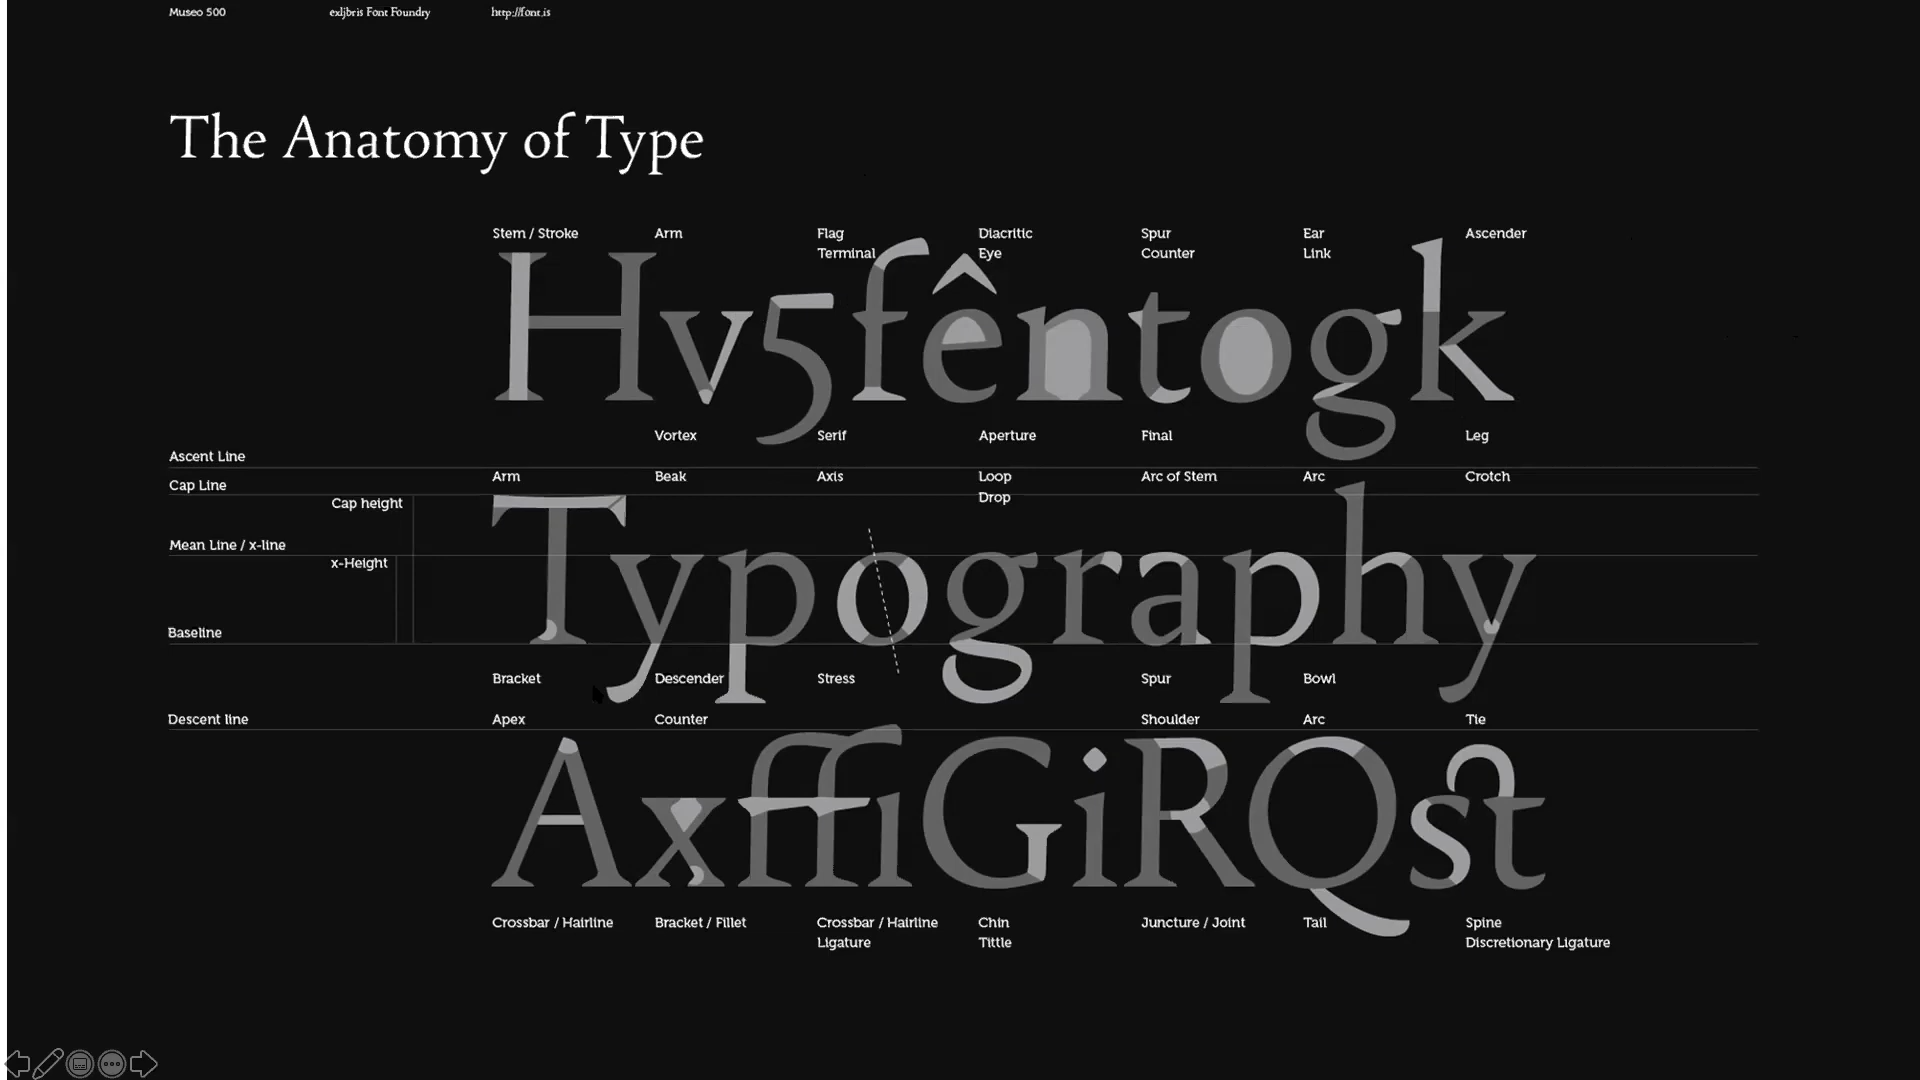 Museo 500 exljbris Font Foundry http://font.is
The Anatomy of Type
Stem / Stroke Arm Flag Diacritic Spur Ear Ascender
Terminal Eye Counter Link
Hv5fêntogk
Vortex Serif Aperture Final Leg
Ascent Line
Arm Beak Axis Loop Arc of Stem Arc Crotch
Cap Line
Drop
Cap height
Mean Line / x-line
x-Height
Typography
Baseline
Bracket Descender Stress Spur Bowl
Descent line Apex Counter Shoulder Arc Tie
AxffiGiRQst
Crossbar / Hairline Bracket / Fillet Crossbar / Hairline Chin Juncture / Joint Tail Spine
Ligature Tittle Discretionary Ligature